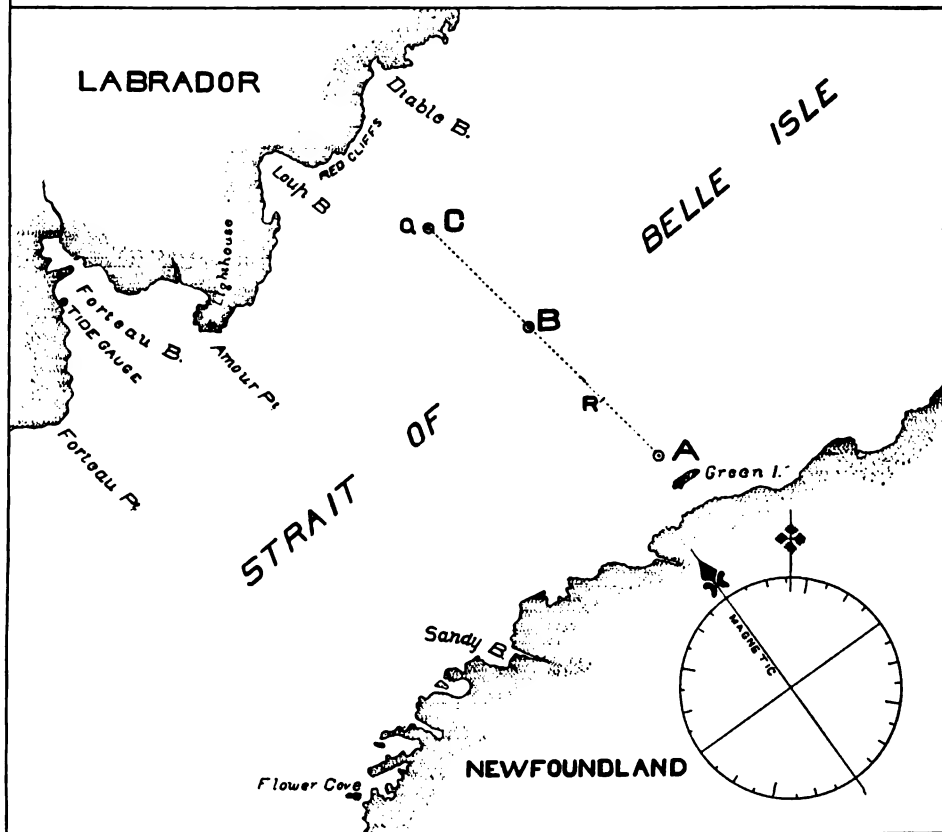 LABRADOR
Diable B.
RED CLIFFS
Loup B
BELLE ISLE
Q C
Lighthouse
B
Forteau B.
TIDE GAUGE
Amour Pt
R
STRAIT OF
A
Green I.
Forteau Pt.
MAGNETIC
Sandy B.
NEWFOUNDLAND
Flower Cove